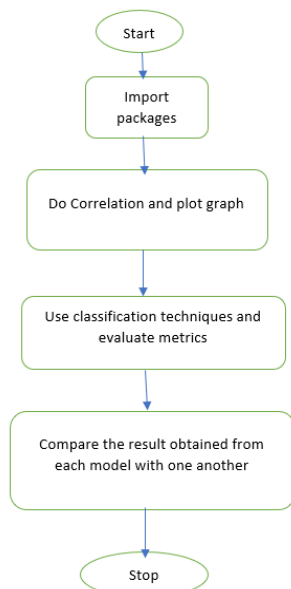 Start
Import
packages
Do Correlation and plot graph
Use classification techniques and
evaluate metrics
Compare the result obtained from
each model with one another
Stop